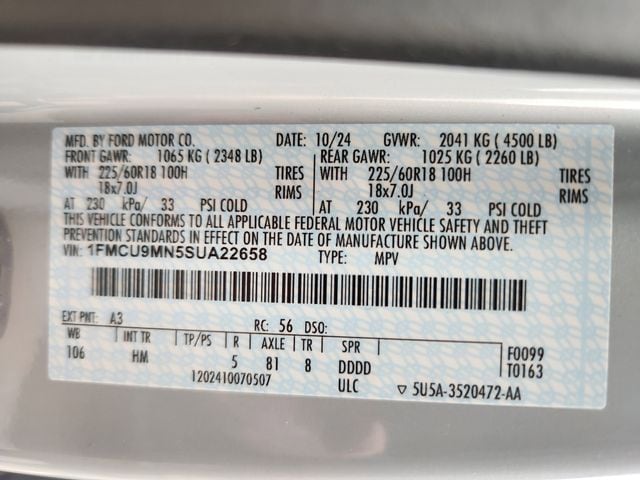 MFD. BY FORD MOTOR CO. DATE: 10/24 GVWR: 2041 KG ( 4500 LB)
FRONT GAWR: 1065 KG ( 2348 LB) REAR GAWR: 1025 KG ( 2260 LB)
WITH 225/60R18 100H TIRES WITH 225/60R18 100H TIRES
18x7.0J RIMS 18x7.0J RIMS
AT 230 kPa/ 33 PSI COLD AT 230 kPa/ 33 PSI COLD
THIS VEHICLE CONFORMS TO ALL APPLICABLE FEDERAL MOTOR VEHICLE SAFETY AND THEFT
PREVENTION STANDARDS IN EFFECT ON THE DATE OF MANUFACTURE SHOWN ABOVE.
VIN: 1FMCU9MN5SUA22658 TYPE: MPV
EXT PNT: A3 RC: 56 DSO:
WB INT TR TP/PS R AXLE TR SPR F0099
106 HM 5 81 8 DDDD T0163
1202410070507 ULC ▽ 5U5A-3520472-AA